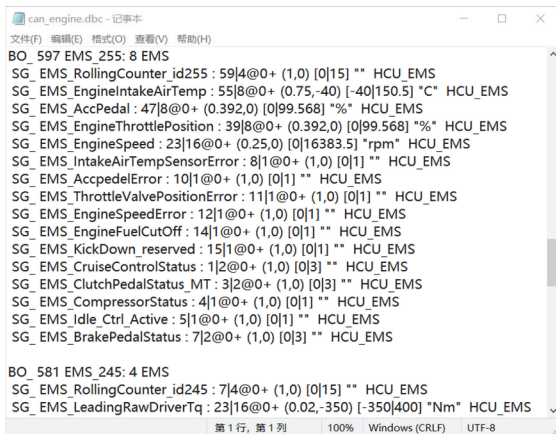 can_engine.dbc - 记事本
文件(F) 编辑(E) 格式(O) 查看(V) 帮助(H)
BO_ 597 EMS_255: 8 EMS
SG_ EMS_RollingCounter_id255 : 59|4@0+ (1,0) [0|15] "" HCU_EMS
SG_ EMS_EngineIntakeAirTemp : 55|8@0+ (0.75,-40) [-40|150.5] "C" HCU_EMS
SG_ EMS_AccPedal : 47|8@0+ (0.392,0) [0|99.568] "%" HCU_EMS
SG_ EMS_EngineThrottlePosition : 39|8@0+ (0.392,0) [0|99.568] "%" HCU_EMS
SG_ EMS_EngineSpeed : 23|16@0+ (0.25,0) [0|16383.5] "rpm" HCU_EMS
SG_ EMS_IntakeAirTempSensorError : 8|1@0+ (1,0) [0|1] "" HCU_EMS
SG_ EMS_AccpedelError : 10|1@0+ (1,0) [0|1] "" HCU_EMS
SG_ EMS_ThrottleValvePositionError : 11|1@0+ (1,0) [0|1] "" HCU_EMS
SG_ EMS_EngineSpeedError : 12|1@0+ (1,0) [0|1] "" HCU_EMS
SG_ EMS_EngineFuelCutOff : 14|1@0+ (1,0) [0|1] "" HCU_EMS
SG_ EMS_KickDown_reserved : 15|1@0+ (1,0) [0|1] "" HCU_EMS
SG_ EMS_CruiseControlStatus : 1|2@0+ (1,0) [0|3] "" HCU_EMS
SG_ EMS_ClutchPedalStatus_MT : 3|2@0+ (1,0) [0|3] "" HCU_EMS
SG_ EMS_CompressorStatus : 4|1@0+ (1,0) [0|1] "" HCU_EMS
SG_ EMS_Idle_Ctrl_Active : 5|1@0+ (1,0) [0|1] "" HCU_EMS
SG_ EMS_BrakePedalStatus : 7|2@0+ (1,0) [0|3] "" HCU_EMS
BO_ 581 EMS_245: 4 EMS
SG_ EMS_RollingCounter_id245 : 7|4@0+ (1,0) [0|15] "" HCU_EMS
SG_ EMS_LeadingRawDriverTq : 23|16@0+ (0.02,-350) [-350|400] "Nm" HCU_EMS
第 1 行，第 1 列 100% Windows (CRLF) UTF-8